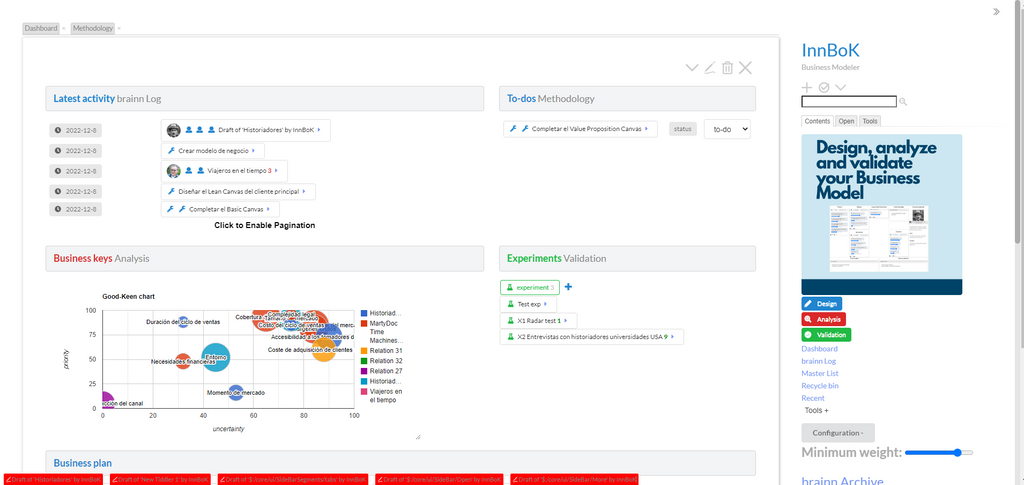 Dashboard
Methodology
Latest activity brainn Log
2022-12-8
Draft of 'Historiadores' by InnBoK
2022-12-8
Crear modelo de negocio
2022-12-8
Viajeros en el tiempo 3
2022-12-8
Diseñar el Lean Canvas del cliente principal
2022-12-8
Completar el Basic Canvas
Click to Enable Pagination
To-dos Methodology
Completar el Value Proposition Canvas
status
to-do
Business keys Analysis
Good-Keen chart
100
75
50
25
0
priority
Duración del ciclo de ventas
Cobertura
Complejidad legal
Costo del ciclo de ventas
Accesibilidad a los tomadores d
Coste de adquisición de clientes
Entorno
Necesidades financieras
Momento de mercado
cción del canal
0
20
40
60
80
100
uncertainty
Historiad...
MartyDoc
Time
Machines...
Relation 31
Relation 32
Relation 27
Historiad...
Viajeros en
el tiempo
Experiments Validation
experiment 3
Test exp
X1 Radar test 1
X2 Entrevistas con historiadores universidades USA 9
Business plan
Draft of 'Historiadores' by InnBoK
Draft of 'New Tiddler 1' by InnBoK
Draft of '$:/core/ui/SideBarSegments/tabs' by InnBoK
Draft of '$:/core/ui/SideBar/Open' by InnBoK
Draft of '$:/core/ui/SideBar/More' by InnBoK
InnBoK
Business Modeler
Contents
Open
Tools
Design, analyze
and validate
your Business
Model
Design
Analysis
Validation
Dashboard
brainn Log
Master List
Recycle bin
Recent
Tools +
Configuration -
Minimum weight:
brainn Archive